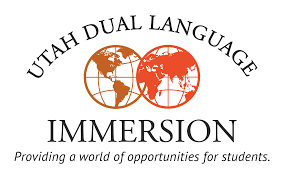 UTAH DUAL LANGUAGE
IMMERSION
Providing a world of opportunities for students.